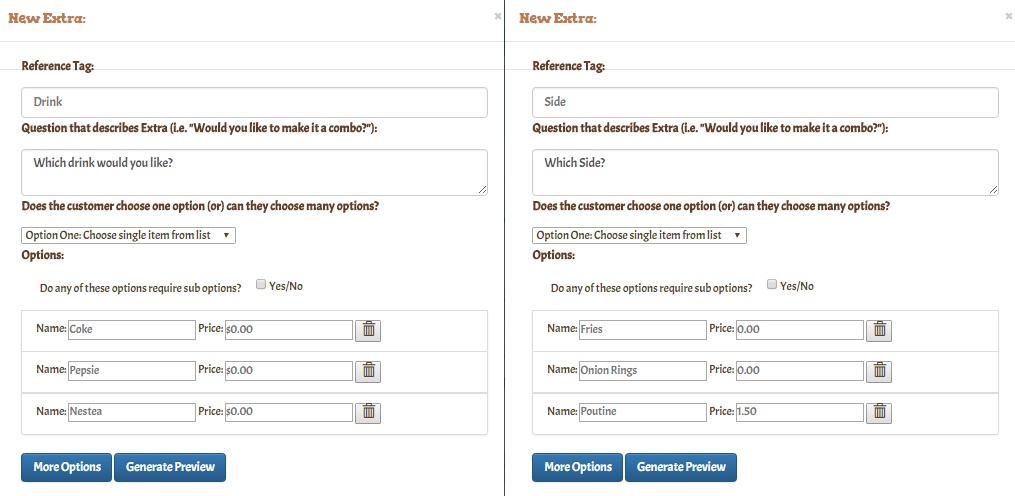 New Extra: ×
Reference Tag:
Drink
Question that describes Extra (i.e. "Would you like to make it a combo?"):
Which drink would you like?
Does the customer choose one option (or) can they choose many options?
Option One: Choose single item from list ▼
Options:
Do any of these options require sub options? Yes/No
Name: Coke Price: $0.00
Name: Pepsie Price: $0.00
Name: Nestea Price: $0.00
More Options Generate Preview
New Extra: ×
Reference Tag:
Side
Question that describes Extra (i.e. "Would you like to make it a combo?"):
Which Side?
Does the customer choose one option (or) can they choose many options?
Option One: Choose single item from list ▼
Options:
Do any of these options require sub options? Yes/No
Name: Fries Price: 0.00
Name: Onion Rings Price: 0.00
Name: Poutine Price: 1.50
More Options Generate Preview